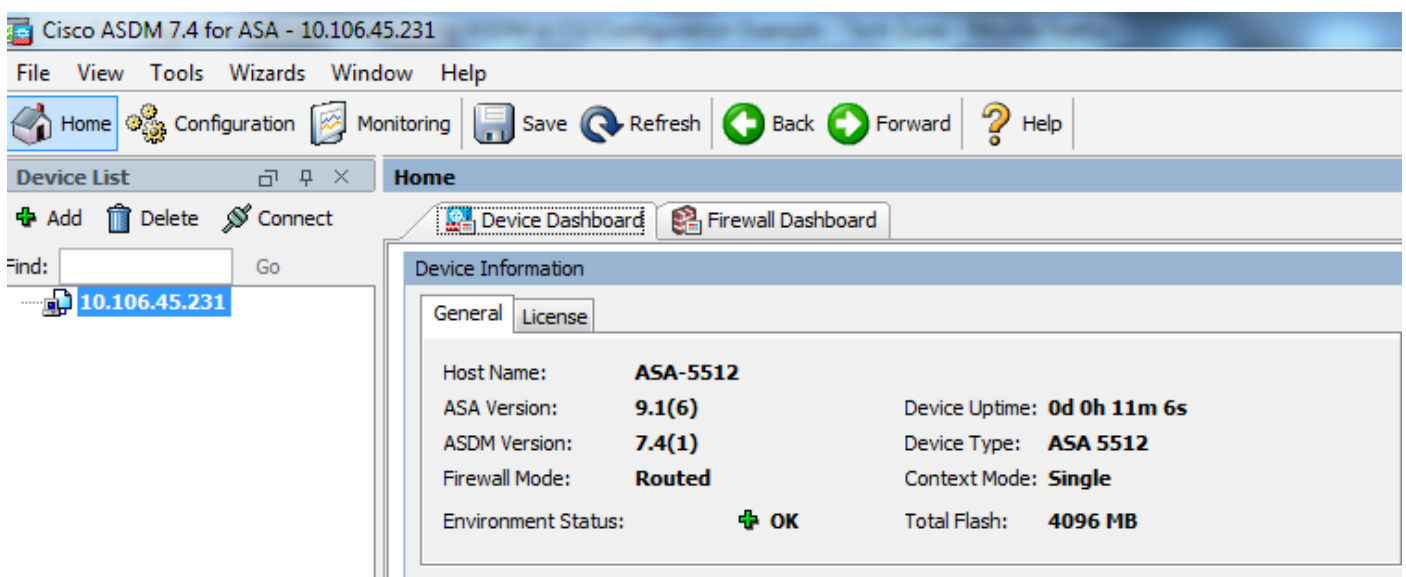 Cisco ASDM 7.4 for ASA - 10.106.45.231
File View Tools Wizards Window Help
Home Configuration Monitoring Save Refresh Back Forward Help
Device List
Home
Add Delete Connect
Device Dashboard Firewall Dashboard
Find: Go
Device Information
10.106.45.231
General License
Host Name: ASA-5512
ASA Version: 9.1(6) Device Uptime: 0d 0h 11m 6s
ASDM Version: 7.4(1) Device Type: ASA 5512
Firewall Mode: Routed Context Mode: Single
Environment Status: OK Total Flash: 4096 MB